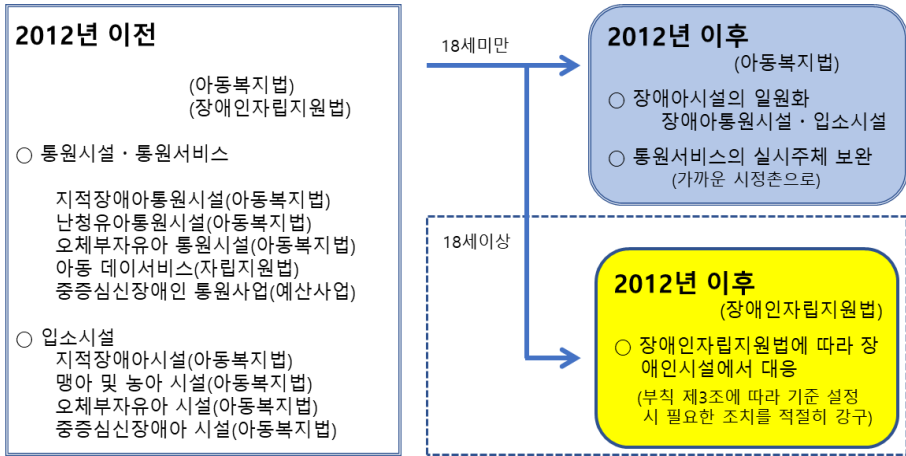 2012년 이전
(아동복지법)
(장애인자립지원법)
○ 통원시설・통원서비스
지적장애아통원시설(아동복지법)
난청유아통원시설(아동복지법)
오체부자유아 통원시설(아동복지법)
아동 데이서비스(자립지원법)
중증심신장애인 통원사업(예산사업)
○ 입소시설
지적장애아시설(아동복지법)
맹아 및 농아 시설(아동복지법)
오체부자유아 시설(아동복지법)
중증심신장애아 시설(아동복지법)
18세미만
2012년 이후
(아동복지법)
○ 장애아시설의 일원화
장애아통원시설・입소시설
○ 통원서비스의 실시주체 보완
(가까운 시정촌으로)
18세이상
2012년 이후
(장애인자립지원법)
○ 장애인자립지원법에 따라 장
애인시설에서 대응
(부칙 제3조에 따라 기준 설정
시 필요한 조치를 적절히 강구)